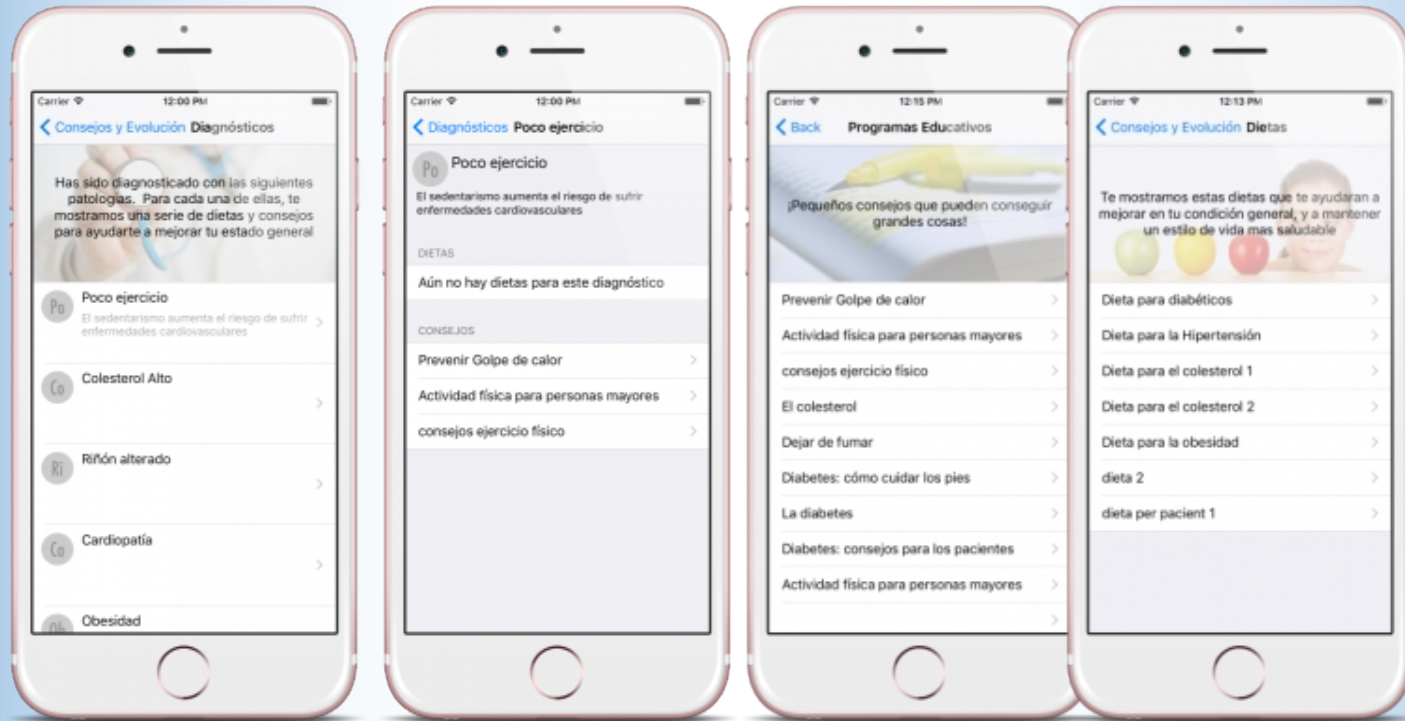 Carrier 12:00 PM
Consejos y Evolución Diagnósticos
Has sido diagnosticado con las siguientes
patologías. Para cada una de ellas, te
mostramos una serie de dietas y consejos
para ayudarte a mejorar tu estado general
Po Poco ejercicio
El sedentarismo aumenta el riesgo de sufrir
enfermedades cardiovasculares
Co Colesterol Alto
Ri Riñón alterado
Ca Cardiopatía
Ob Obesidad
Carrier 12:00 PM
Diagnósticos Poco ejercicio
Po Poco ejercicio
El sedentarismo aumenta el riesgo de sufrir
enfermedades cardiovasculares
DIETAS
Aún no hay dietas para este diagnóstico
CONSEJOS
Prevenir Golpe de calor
Actividad física para personas mayores
consejos ejercicio físico
Carrier 12:15 PM
Back Programas Educativos
¡Pequeños consejos que pueden conseguir
grandes cosas!
Prevenir Golpe de calor
Actividad física para personas mayores
consejos ejercicio físico
El colesterol
Dejar de fumar
Diabetes: cómo cuidar los pies
La diabetes
Diabetes: consejos para los pacientes
Actividad física para personas mayores
Carrier 12:13 PM
Consejos y Evolución Dietas
Te mostramos estas dietas que te ayudaran a
mejorar en tu condición general, y a mantener
un estilo de vida mas saludable
Dieta para diabéticos
Dieta para la Hipertensión
Dieta para el colesterol 1
Dieta para el colesterol 2
Dieta para la obesidad
dieta 2
dieta per pacient 1